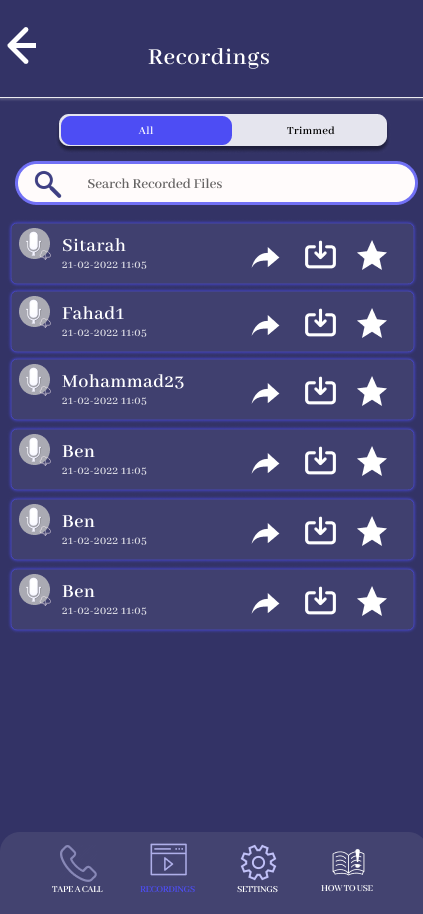 Recordings
All
Trimmed
Search Recorded Files
Sitarah
21-02-2022 11:05
Fahad1
21-02-2022 11:05
Mohammad23
21-02-2022 11:05
Ben
21-02-2022 11:05
Ben
21-02-2022 11:05
Ben
21-02-2022 11:05
TAPE A CALL
RECORDINGS
SETTINGS
HOW TO USE